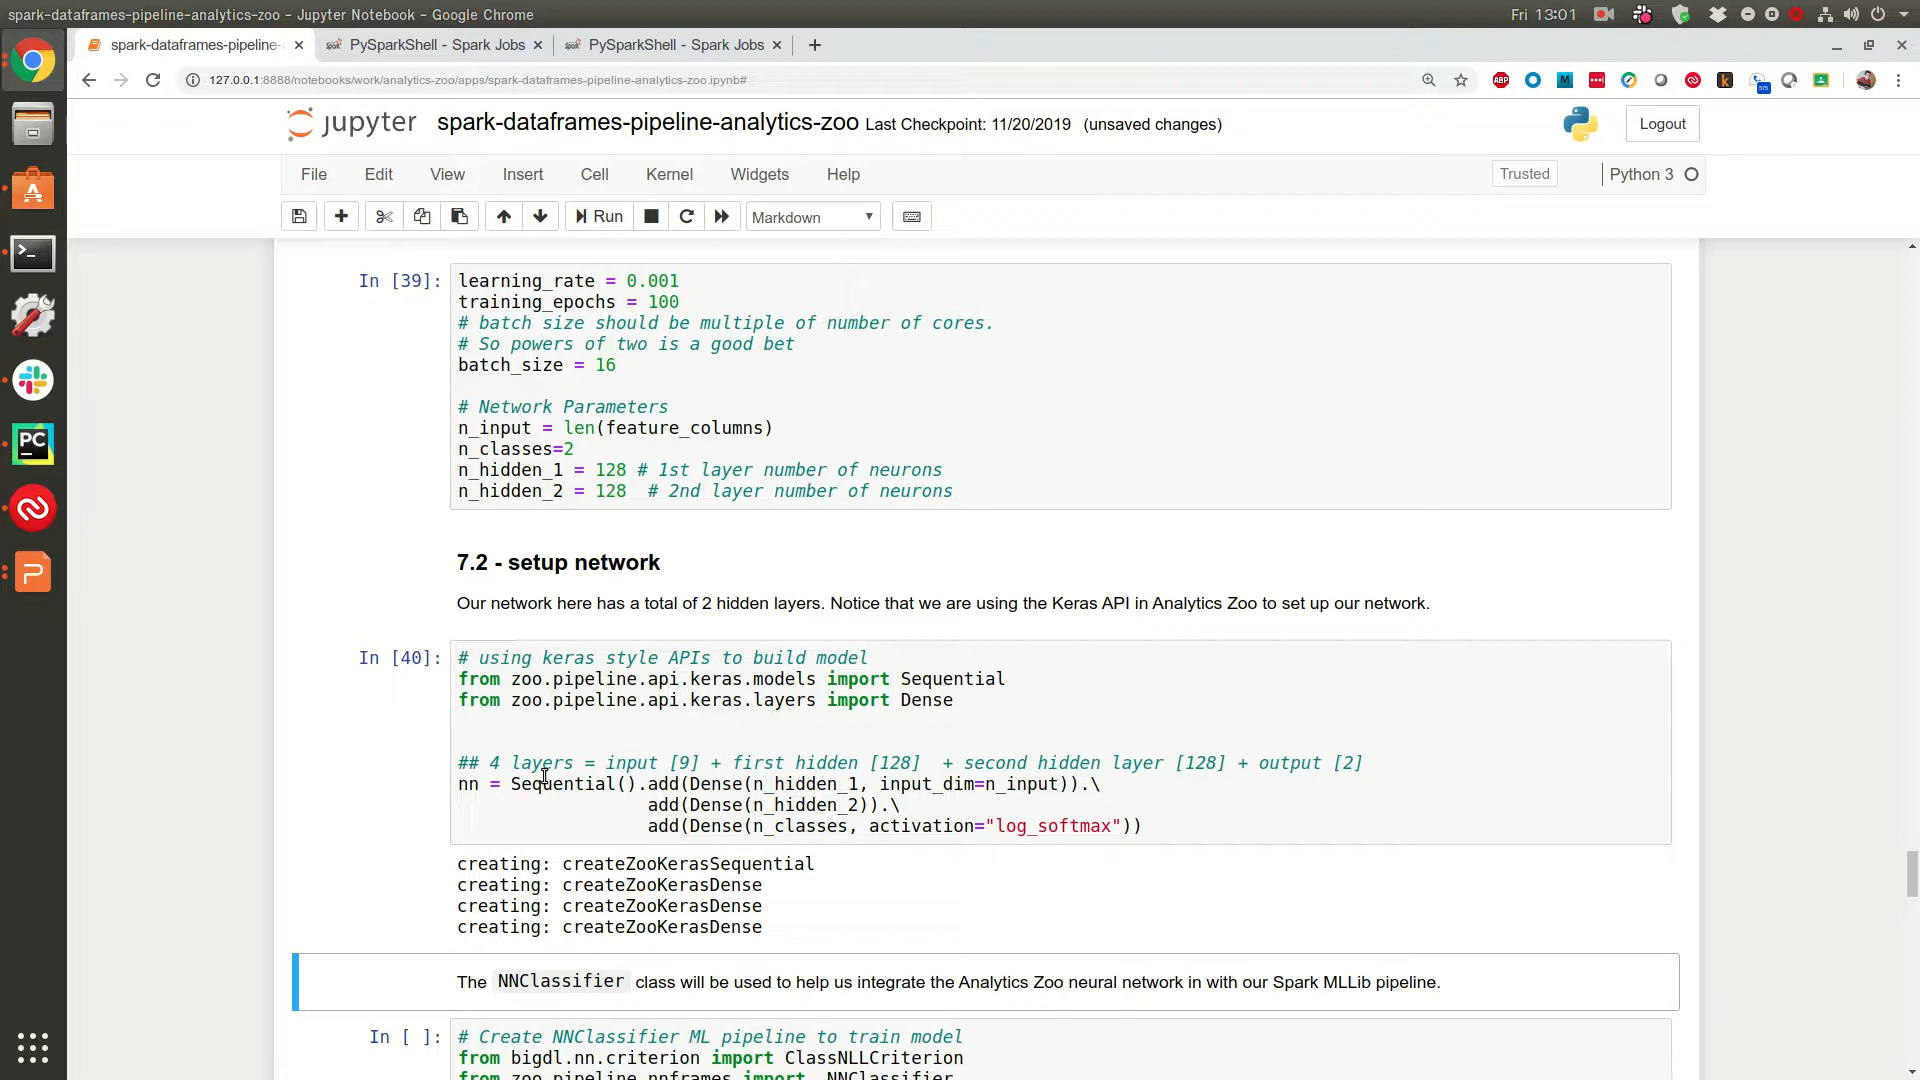 spark-dataframes-pipeline-analytics-zoo - Jupyter Notebook - Google Chrome
Fri 13:01
spark-dataframes-pipeline-
PySparkShell - Spark Jobs
PySparkShell - Spark Jobs
127.0.0.1:8888/notebooks/work/analytics-zoo/apps/spark-dataframes-pipeline-analytics-zoo.ipynb#
ABP
M
k
575
jupyter spark-dataframes-pipeline-analytics-zoo Last Checkpoint: 11/20/2019 (unsaved changes)
Logout
File Edit View Insert Cell Kernel Widgets Help
Trusted
Python 3
Run
Markdown
PC
P
In [39]:
learning_rate = 0.001
training_epochs = 100
# batch size should be multiple of number of cores.
# So powers of two is a good bet
batch_size = 16
# Network Parameters
n_input = len(feature_columns)
n_classes=2
n_hidden_1 = 128 # 1st layer number of neurons
n_hidden_2 = 128  # 2nd layer number of neurons
7.2 - setup network
Our network here has a total of 2 hidden layers. Notice that we are using the Keras API in Analytics Zoo to set up our network.
In [40]:
# using keras style APIs to build model
from zoo.pipeline.api.keras.models import Sequential
from zoo.pipeline.api.keras.layers import Dense
## 4 layers = input [9] + first hidden [128]  + second hidden layer [128] + output [2]
nn = Sequential().add(Dense(n_hidden_1, input_dim=n_input)).\
add(Dense(n_hidden_2)).\
add(Dense(n_classes, activation="log_softmax"))
creating: createZooKerasSequential
creating: createZooKerasDense
creating: createZooKerasDense
creating: createZooKerasDense
The NNClassifier class will be used to help us integrate the Analytics Zoo neural network in with our Spark MLLib pipeline.
In [ ]:
# Create NNClassifier ML pipeline to train model
from bigdl.nn.criterion import ClassNLLCriterion
from zoo.pipeline.nnframes import  NNClassifier